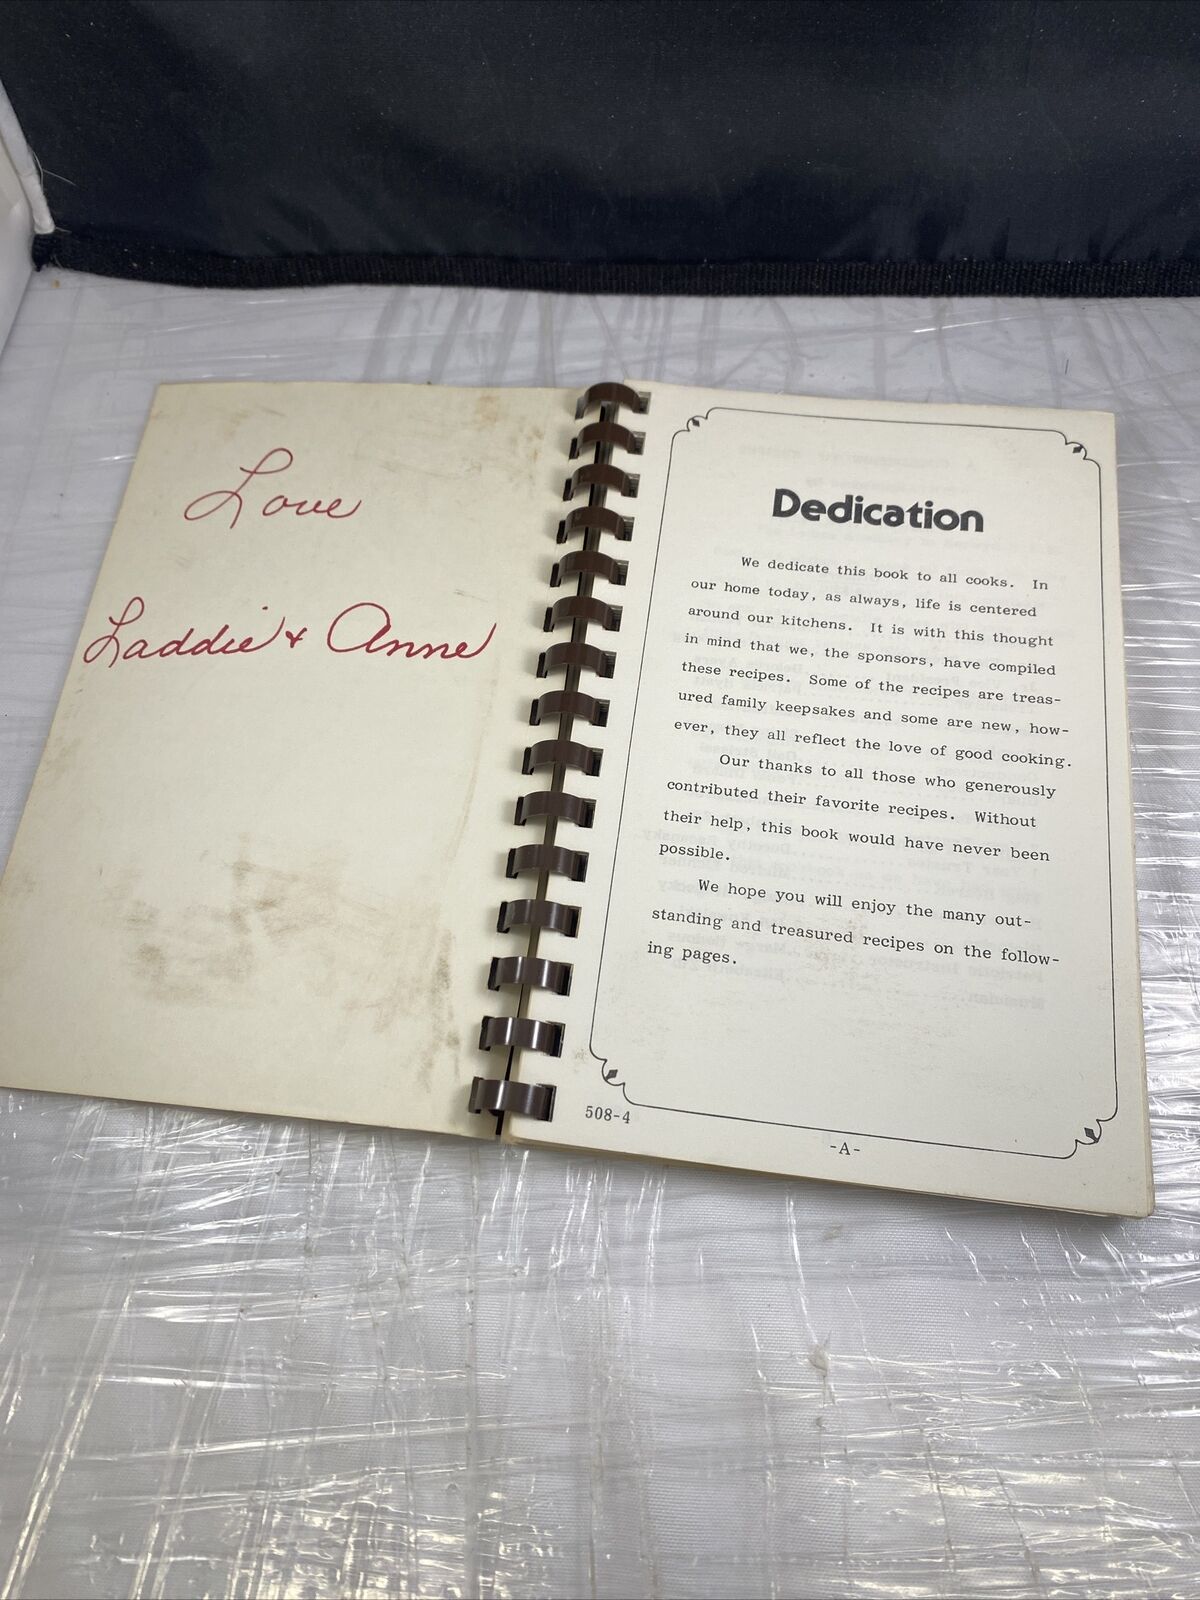 Love
Laddie + Anne
Dedication
We dedicate this book to all cooks. In
our home today, as always, life is centered
around our kitchens. It is with this thought
in mind that we, the sponsors, have compiled
these recipes. Some of the recipes are treas-
ured family keepsakes and some are new, how-
ever, they all reflect the love of good cooking.
Our thanks to all those who generously
contributed their favorite recipes. Without
their help, this book would have never been
possible.
We hope you will enjoy the many out-
standing and treasured recipes on the follow-
ing pages.
508-4
-A-